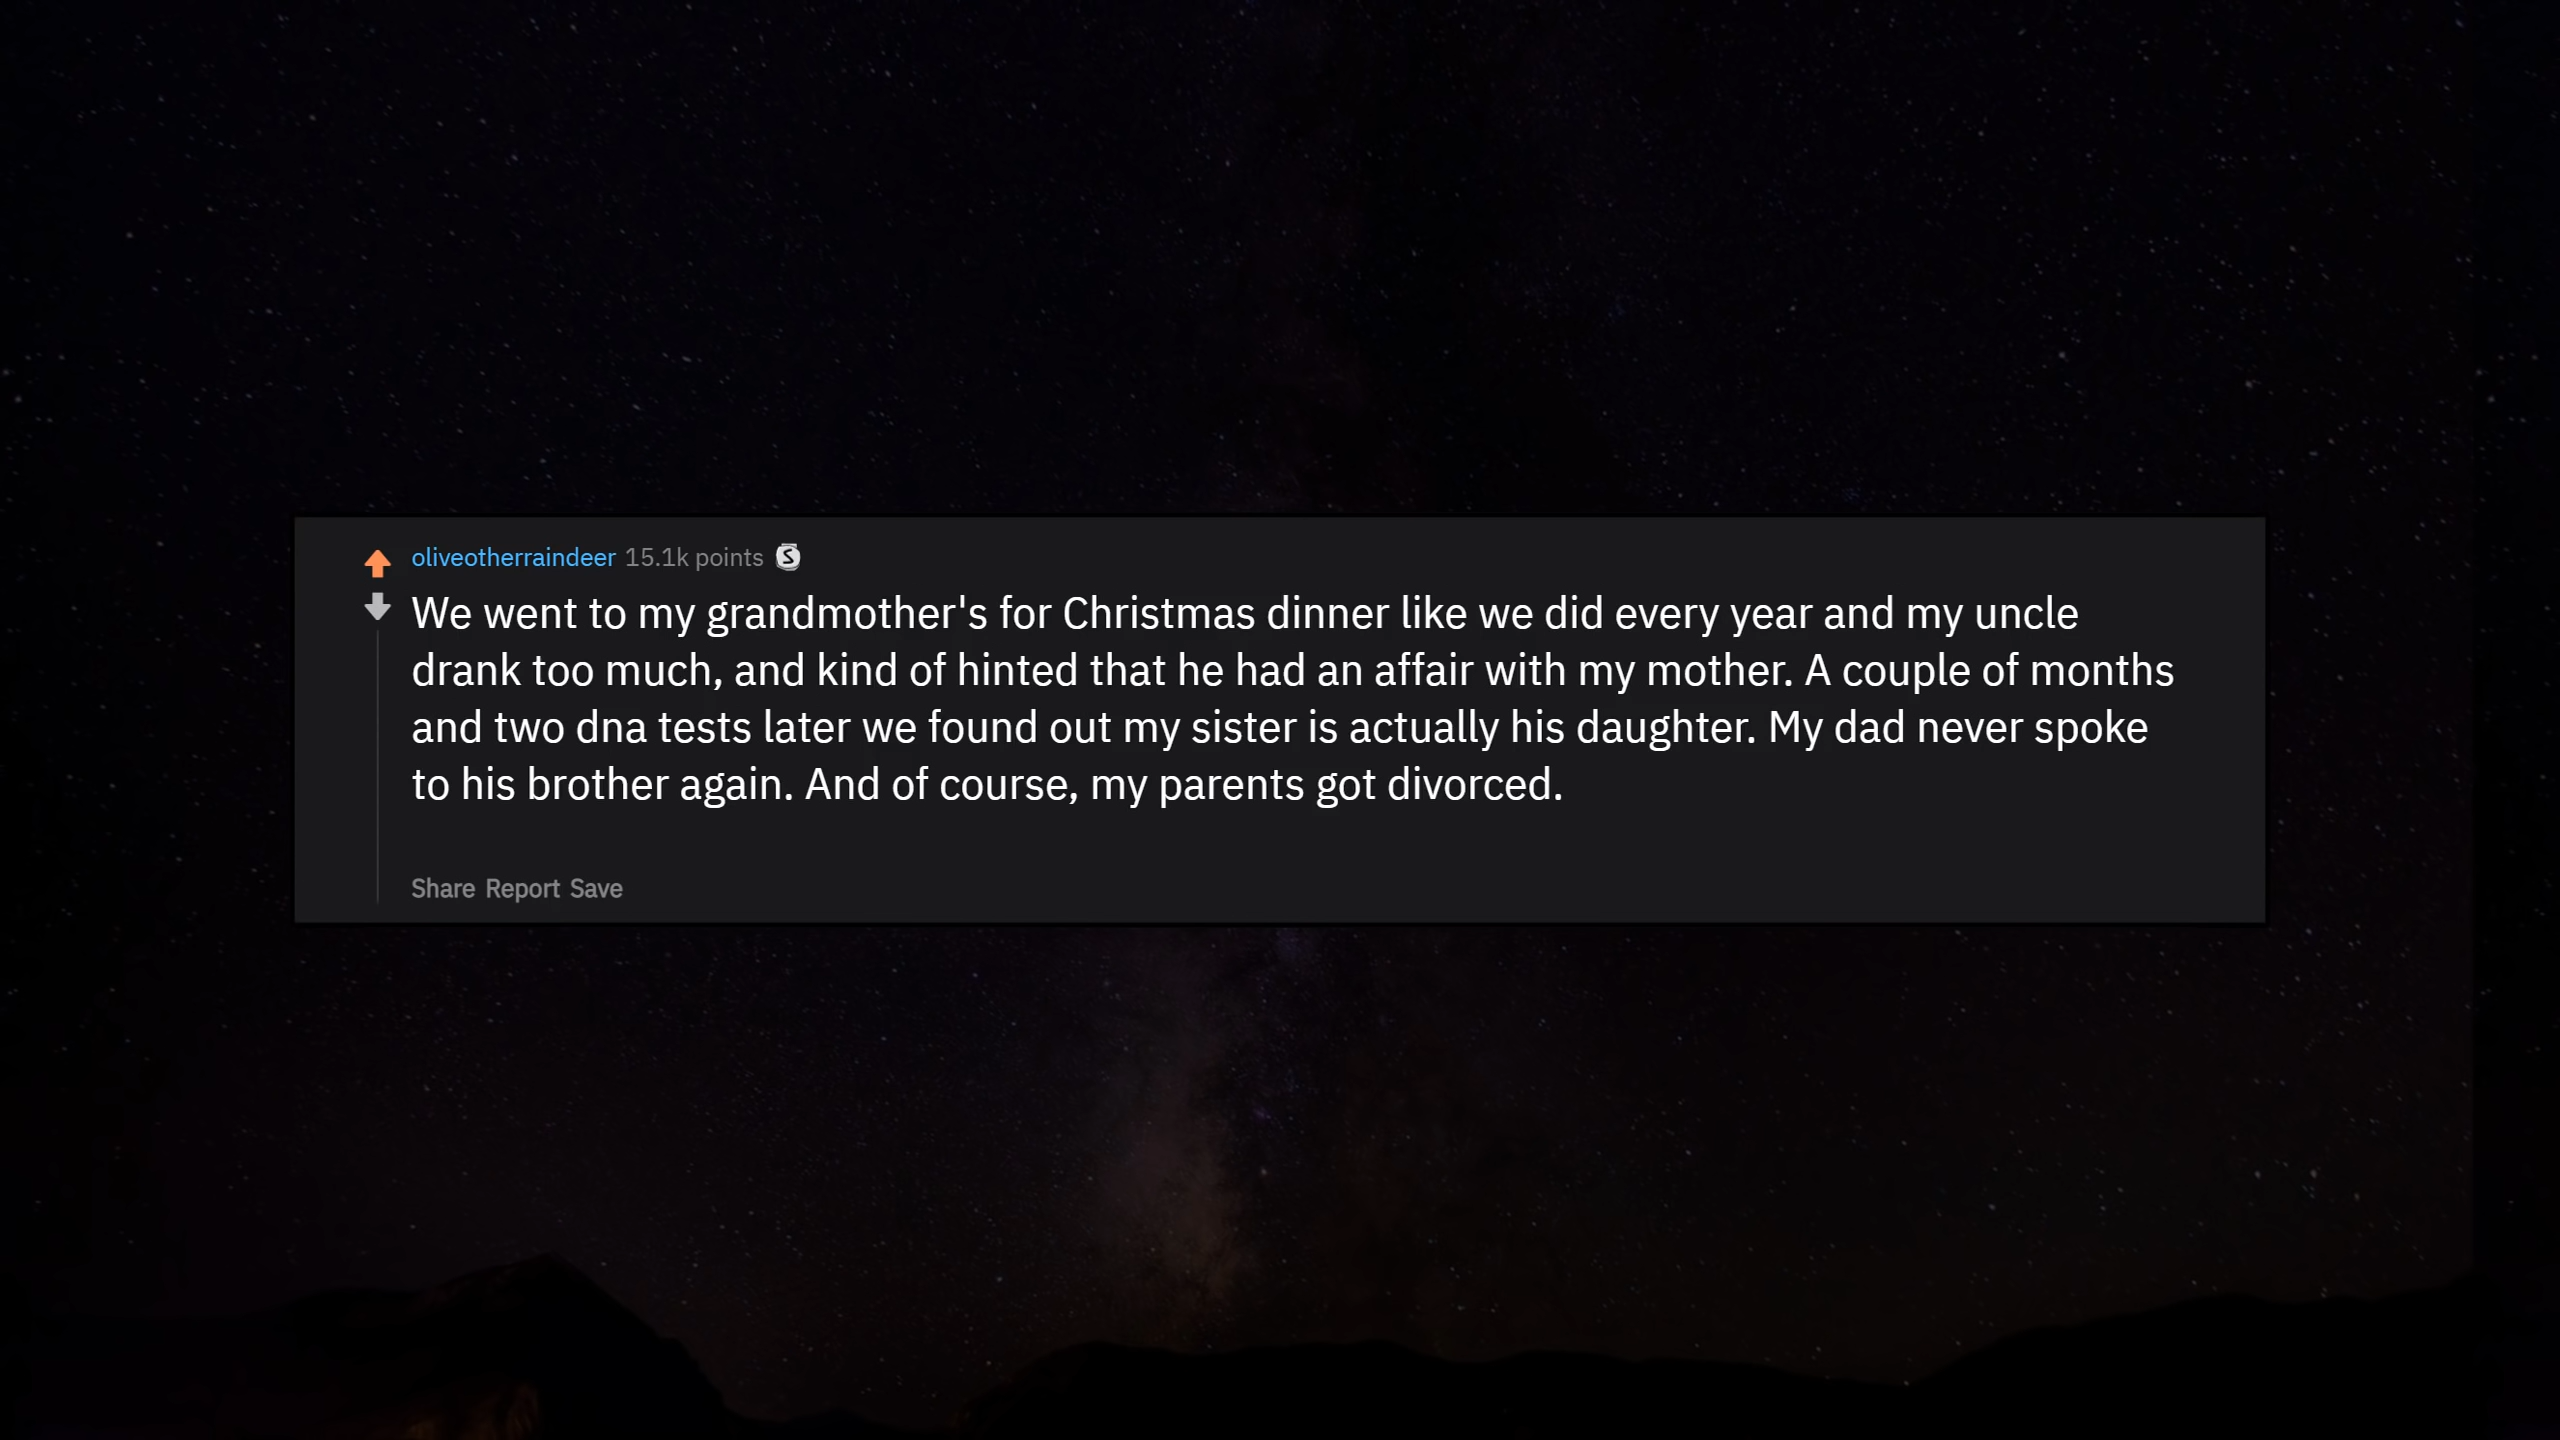 oliveotherraindeer 15.1k points S
We went to my grandmother's for Christmas dinner like we did every year and my uncle
drank too much, and kind of hinted that he had an affair with my mother. A couple of months
and two dna tests later we found out my sister is actually his daughter. My dad never spoke
to his brother again. And of course, my parents got divorced.
Share Report Save